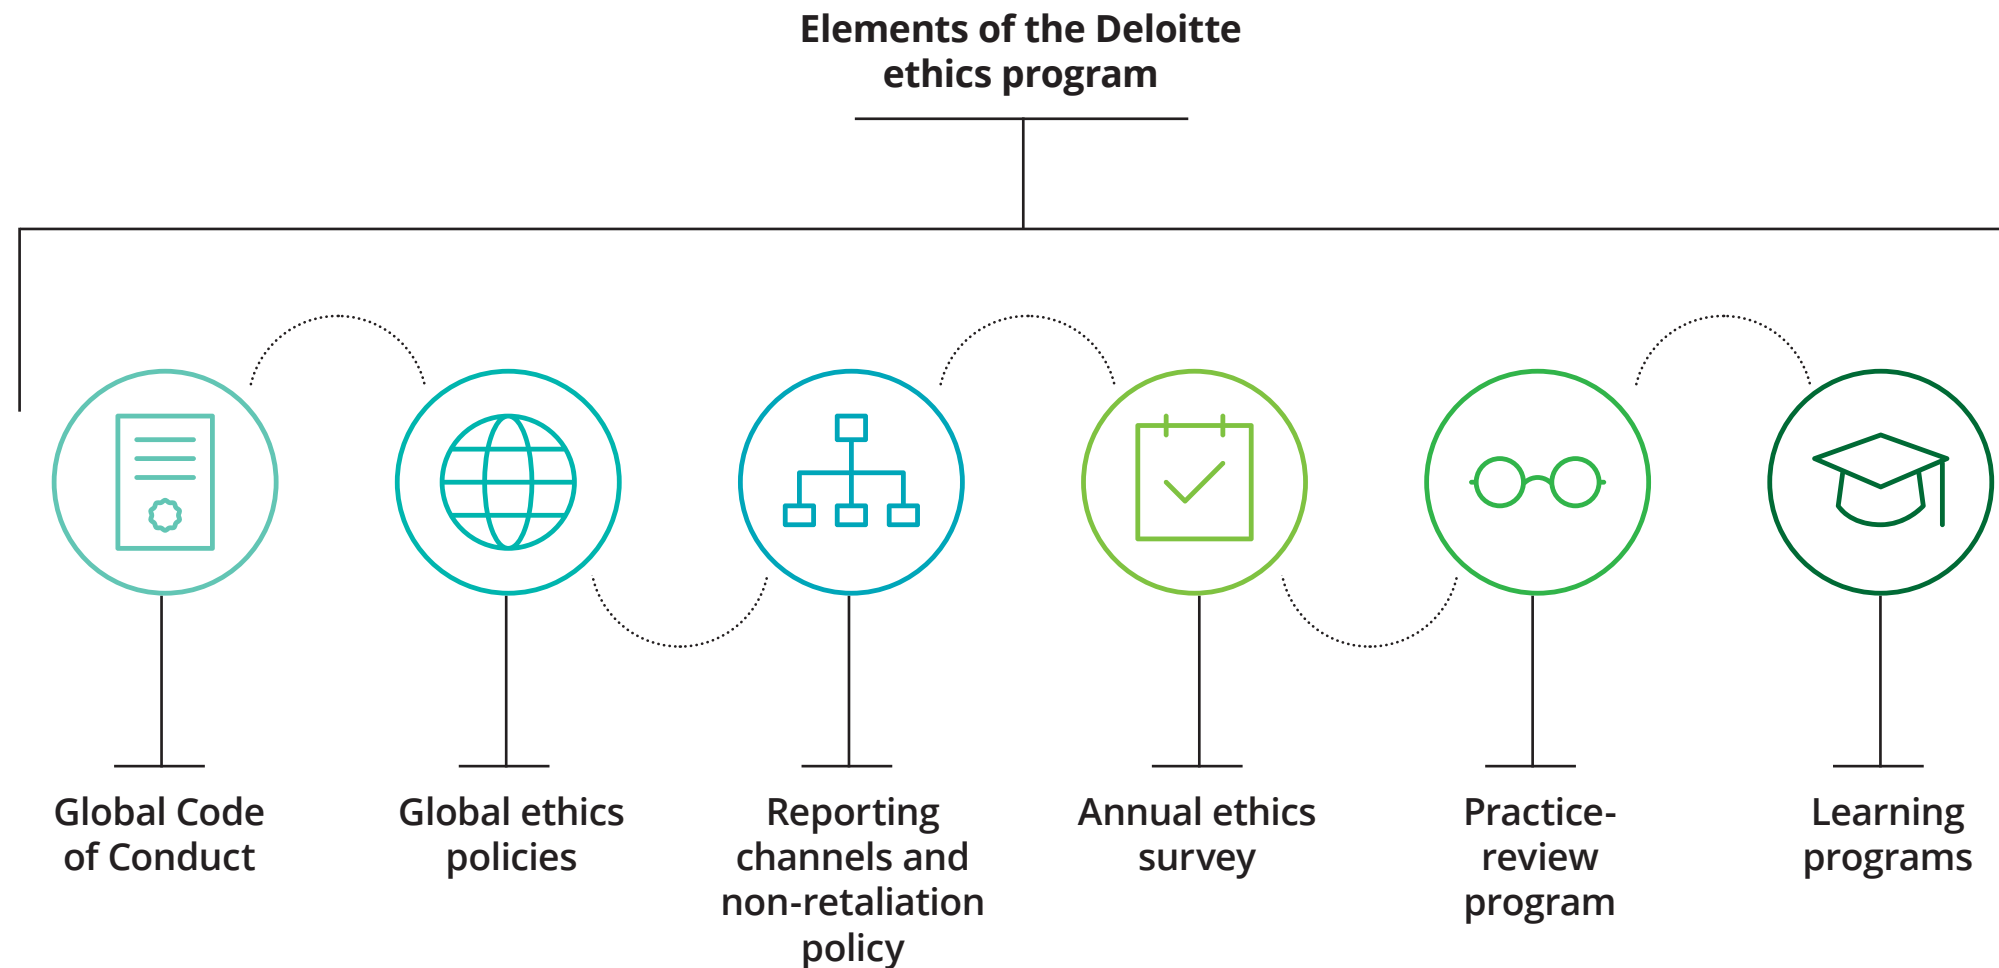 Elements of the Deloitte
ethics program
Global Code
of Conduct
Global ethics
policies
Reporting
channels and
non-retaliation
policy
Annual ethics
survey
Practice-
review
program
Learning
programs